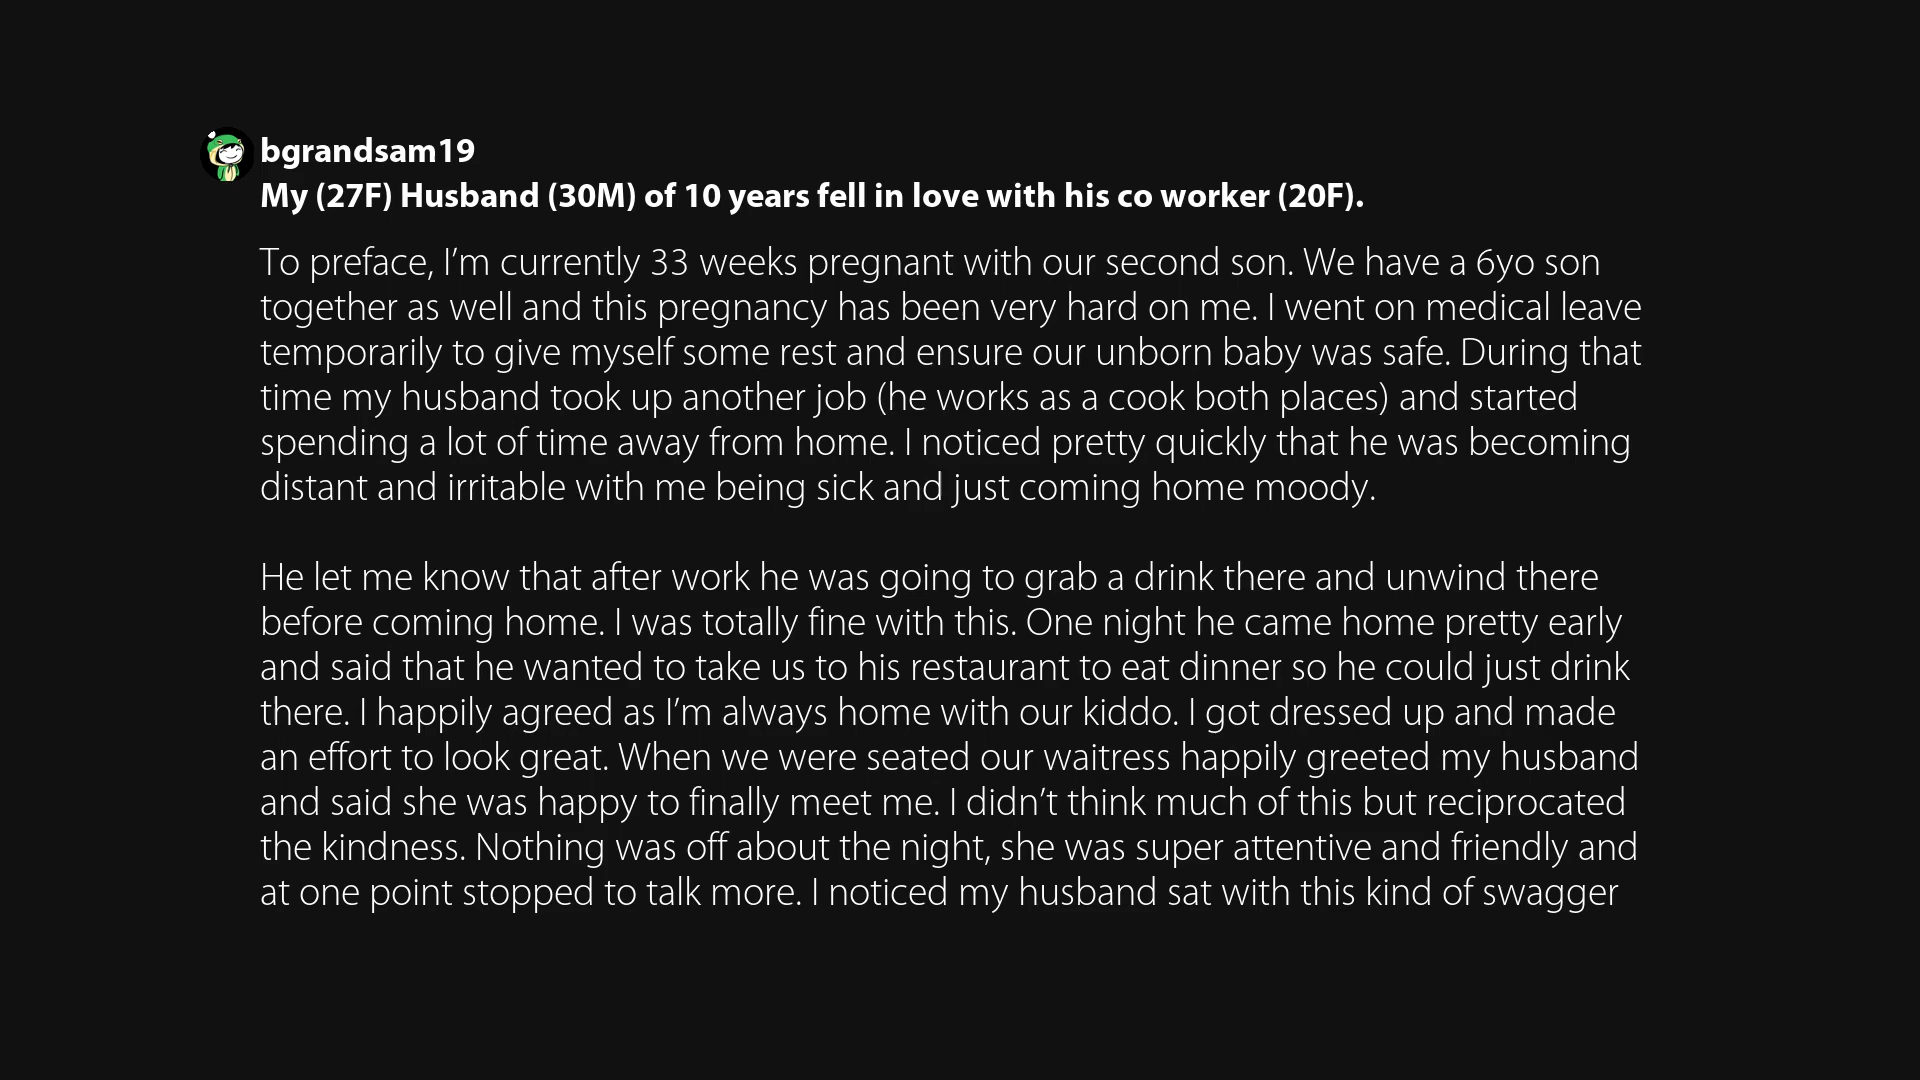 bgrandsam19
My (27F) Husband (30M) of 10 years fell in love with his co worker (20F).
To preface, I’m currently 33 weeks pregnant with our second son. We have a 6yo son
together as well and this pregnancy has been very hard on me. I went on medical leave
temporarily to give myself some rest and ensure our unborn baby was safe. During that
time my husband took up another job (he works as a cook both places) and started
spending a lot of time away from home. I noticed pretty quickly that he was becoming
distant and irritable with me being sick and just coming home moody.
He let me know that after work he was going to grab a drink there and unwind there
before coming home. I was totally fine with this. One night he came home pretty early
and said that he wanted to take us to his restaurant to eat dinner so he could just drink
there. I happily agreed as I’m always home with our kiddo. I got dressed up and made
an effort to look great. When we were seated our waitress happily greeted my husband
and said she was happy to finally meet me. I didn’t think much of this but reciprocated
the kindness. Nothing was off about the night, she was super attentive and friendly and
at one point stopped to talk more. I noticed my husband sat with this kind of swagger